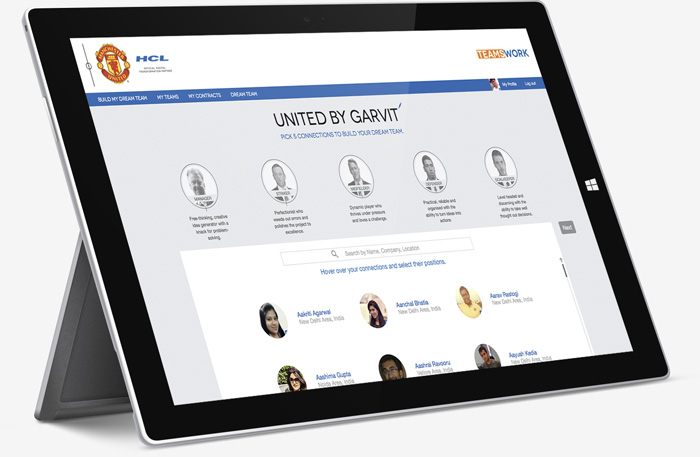 MANCHESTER
UNITED
HCL
OFFICIAL DIGITAL
TRANSFORMATION PARTNER
TEAMSWORK
BUILD MY DREAM TEAM
MY TEAMS
MY CONTRACTS
DREAM TEAM
My Profile
Log out
UNITED BY GARVIT
PICK 5 CONNECTIONS TO BUILD YOUR DREAM TEAM.
MANAGER
Free-thinking, creative
idea generator with a
knack for problem-
solving.
STRIKER
Perfectionist who
weeds out errors and
polishes the project to
excellence.
MIDFIELDER
Dynamic player who
thrives under pressure
and loves a challenge.
DEFENDER
Practical, reliable and
organised with the
ability to turn ideas into
actions.
GOALKEEPER
Level headed and
discerning with the
ability to take well
thought out decisions.
Next
Search by Name, Company, Location
Hover over your connections and select their positions.
Aakriti Agarwal
New Delhi Area, India
Aanchal Bhatia
New Delhi Area, India
Aarav Rastogi
New Delhi Area, India
Aashima Gupta
Noida Area, India
Aashrai Ravooru
Vellore Area, India
Aayush Kedia
New Delhi Area, India